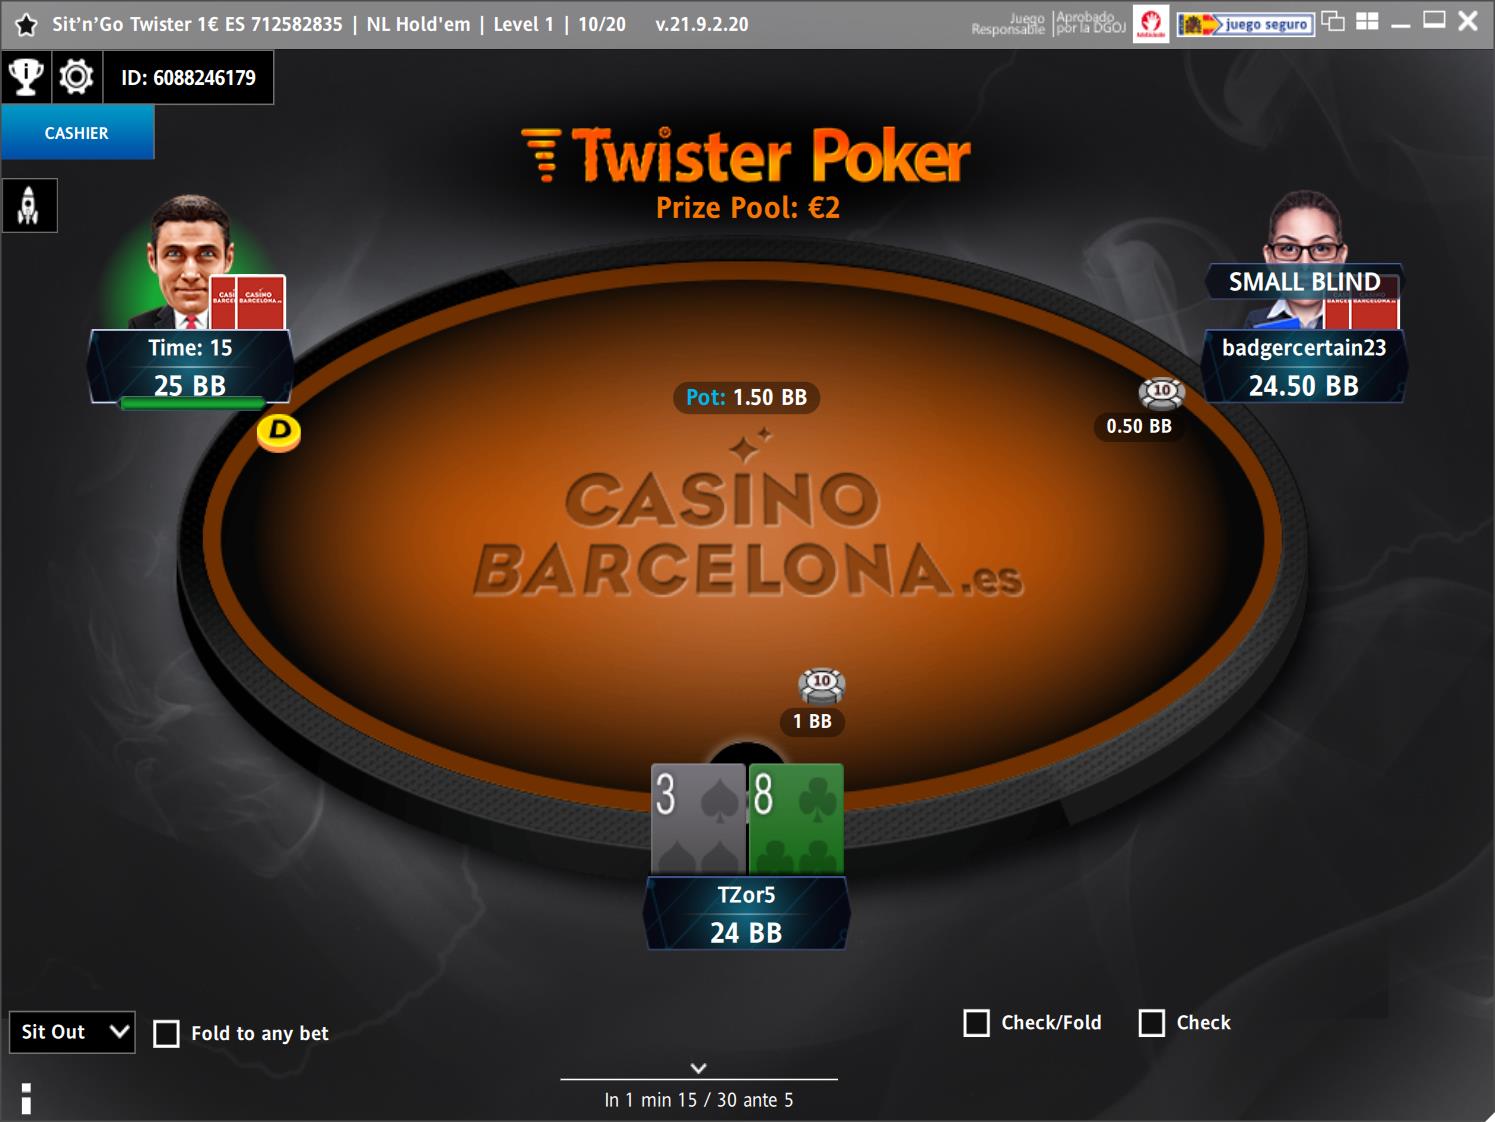 Sit'n'Go Twister 1€ ES 712582835 | NL Hold'em | Level 1 | 10/20 v.21.9.2.20
Juego Responsable
Aprobado por la DGOJ
juego seguro
ID: 6088246179
CASHIER
Twister Poker
Prize Pool: €2
CASINO BARCELONA.es
SMALL BLIND
Time: 15
25 BB
D
badgercertain23
24.50 BB
Pot: 1.50 BB
10
0.50 BB
CASINO
BARCELONA.es
10
1 BB
3 8
TZor5
24 BB
Sit Out
Fold to any bet
Check/Fold
Check
In 1 min 15 / 30 ante 5